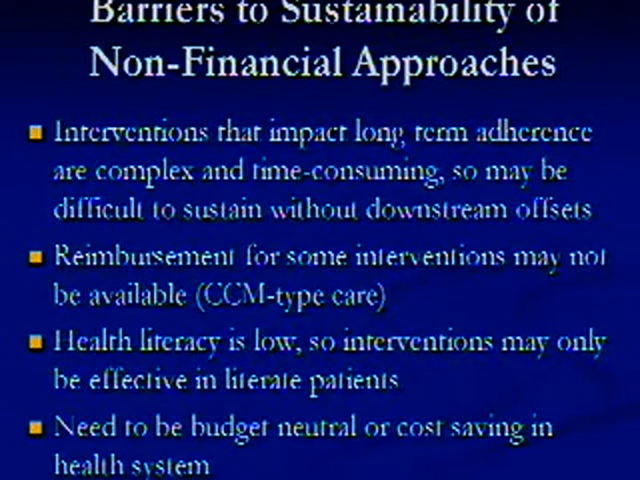 Barriers to Sustainability of
Non-Financial Approaches
Interventions that impact long term adherence
are complex and time-consuming, so may be
difficult to sustain without downstream offsets
Reimbursement for some interventions may not
be available (CCM-type care)
Health literacy is low, so interventions may only
be effective in literate patients
Need to be budget neutral or cost saving in
health system